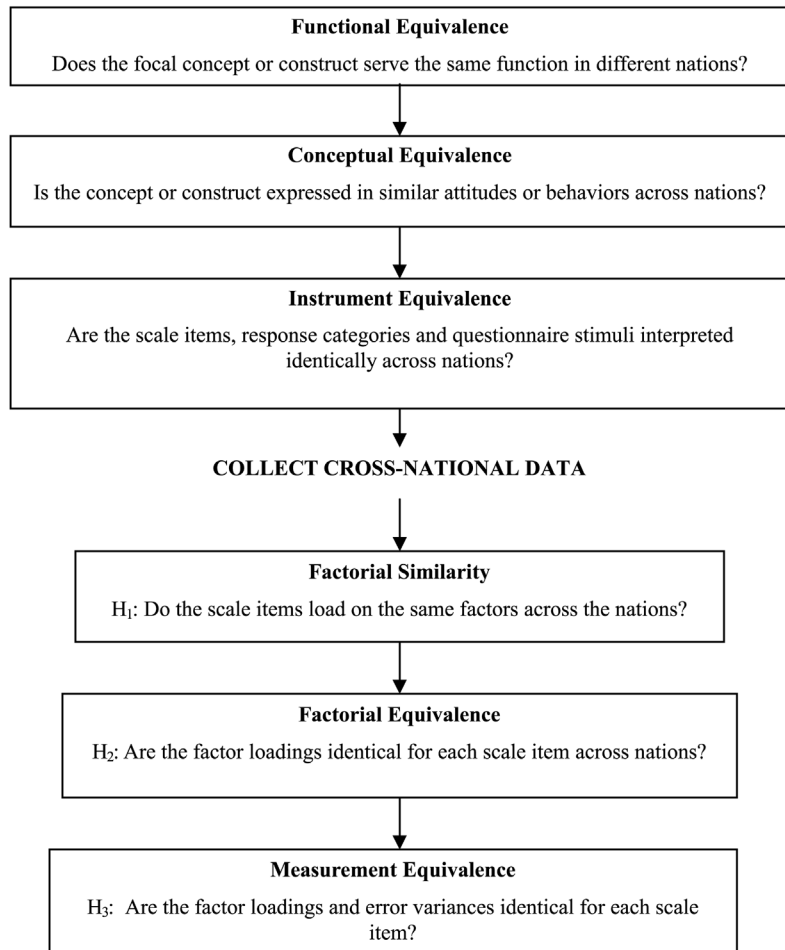 Functional Equivalence
Does the focal concept or construct serve the same function in different nations?
Conceptual Equivalence
Is the concept or construct expressed in similar attitudes or behaviors across nations?
Instrument Equivalence
Are the scale items, response categories and questionnaire stimuli interpreted
identically across nations?
COLLECT CROSS-NATIONAL DATA
Factorial Similarity
H₁: Do the scale items load on the same factors across the nations?
Factorial Equivalence
H₂: Are the factor loadings identical for each scale item across nations?
Measurement Equivalence
H₃: Are the factor loadings and error variances identical for each scale
item?